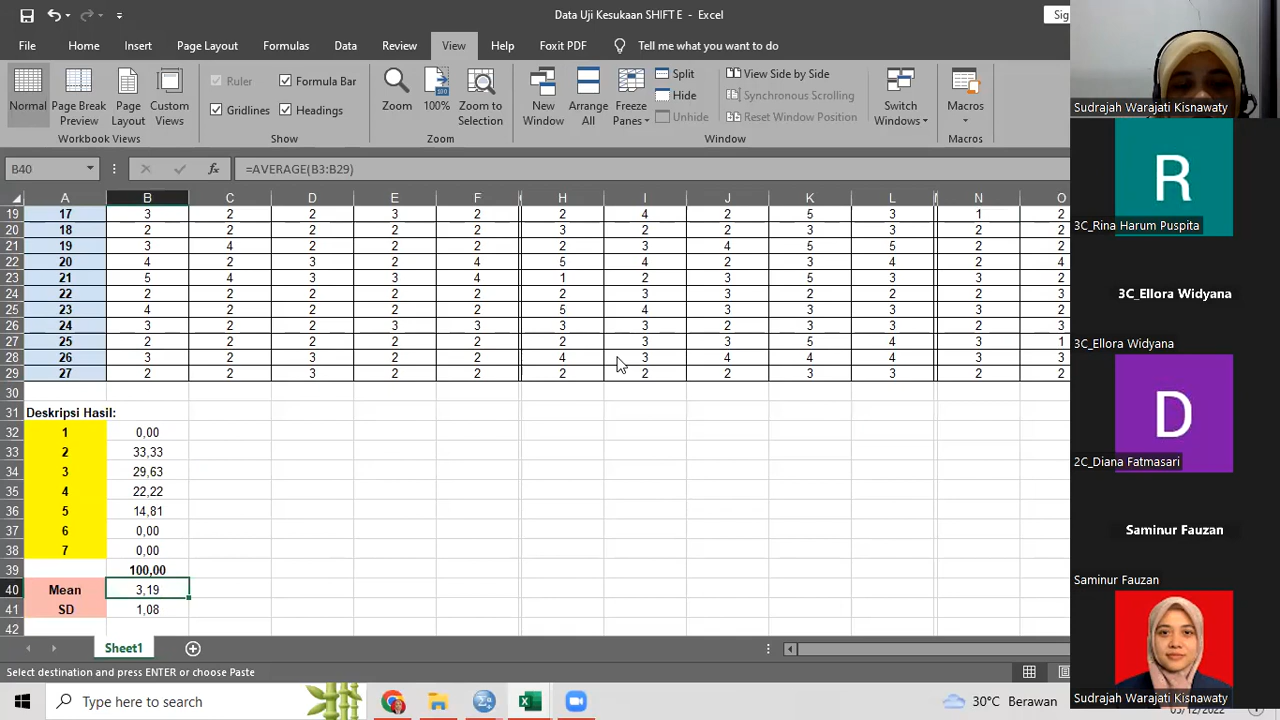 Data Uji Kesukaan SHIFT E - Excel
Sig
File Home Insert Page Layout Formulas Data Review View Help Foxit PDF Tell me what you want to do
Normal
Page Break Preview
Page Layout
Custom Views
Workbook Views
Ruler
Formula Bar
Gridlines
Headings
Show
Zoom
100%
Zoom to Selection
Zoom
New Window
Arrange All
Freeze Panes
Split
Hide
Unhide
View Side by Side
Synchronous Scrolling
Reset Window Position
Window
Switch Windows
Macros
Macros
B40 fx =AVERAGE(B3:B29)
A B C D E F H I J K L N O
19 17 3 2 2 3 2 2 4 2 5 3 1 2
20 18 2 2 2 2 2 3 2 2 3 2 2 2
21 19 3 4 2 2 2 2 3 4 5 5 2 2
22 20 4 2 3 2 4 5 4 2 3 4 2 4
23 21 5 4 3 3 4 1 2 3 5 3 3 2
24 22 2 2 2 2 2 2 3 3 2 2 2 3
25 23 4 2 2 2 2 5 4 3 3 3 3 2
26 24 3 2 2 3 3 3 3 2 3 3 2 3
27 25 2 2 2 2 2 2 3 3 5 4 3 1
28 26 3 2 3 2 2 4 3 4 4 4 3 3
29 27 2 2 3 2 2 2 2 2 3 3 2 2
30
31 Deskripsi Hasil:
32 1 0,00
33 2 33,33
34 3 29,63
35 4 22,22
36 5 14,81
37 6 0,00
38 7 0,00
39 100,00
40 Mean 3,19
41 SD 1,08
42
Sheet1
Select destination and press ENTER or choose Paste
Type here to search
30°C Berawan
05/12/2022
Sudrajah Warajati Kisnawaty
R
3C_Rina Harum Puspita
3C_Ellora Widyana
3C_Ellora Widyana
D
2C_Diana Fatmasari
Saminur Fauzan
Saminur Fauzan
Sudrajah Warajati Kisnawaty